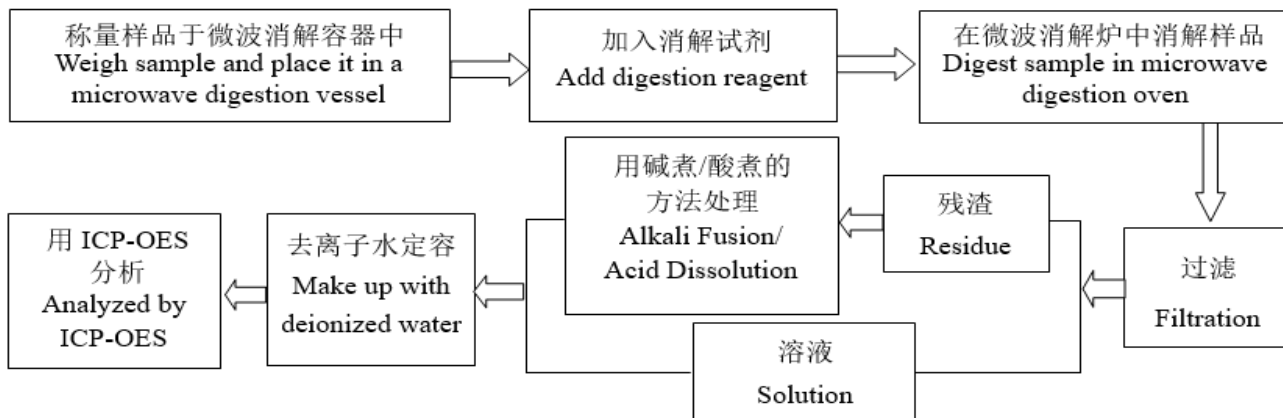 称量样品于微波消解容器中
Weigh sample and place it in a
microwave digestion vessel
加入消解试剂
Add digestion reagent
在微波消解炉中消解样品
Digest sample in microwave
digestion oven
过滤
Filtration
残渣
Residue
用碱煮/酸煮的
方法处理
Alkali Fusion/
Acid Dissolution
溶液
Solution
去离子水定容
Make up with
deionized water
用 ICP-OES
分析
Analyzed by
ICP-OES